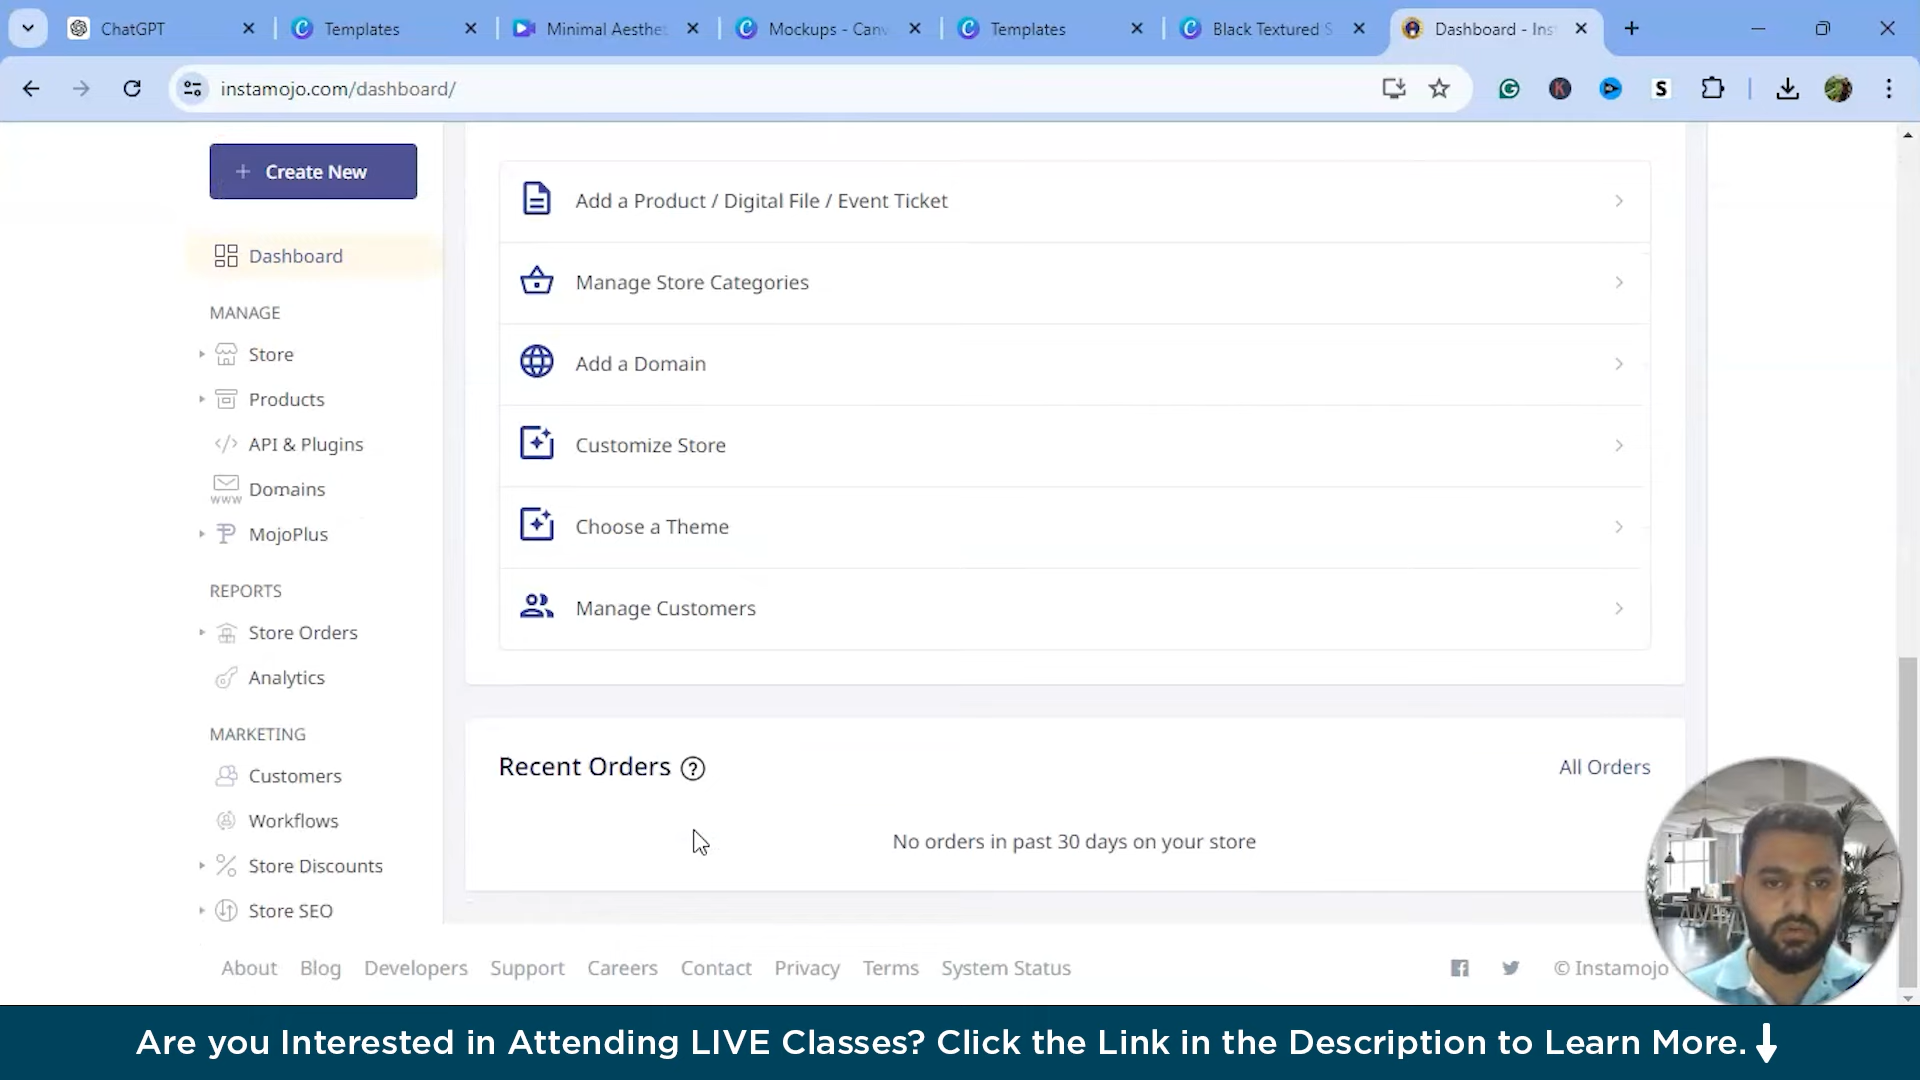 ChatGPT
Templates
Minimal Aesthe
Mockups - Can
Templates
Black Textured S
Dashboard - Ins
instamojo.com/dashboard/
Create New
Dashboard
MANAGE
Store
Products
API & Plugins
WWW
Domains
MojoPlus
REPORTS
Store Orders
Analytics
MARKETING
Customers
Workflows
Store Discounts
Store SEO
Add a Product / Digital File / Event Ticket
Manage Store Categories
Add a Domain
Customize Store
Choose a Theme
Manage Customers
Recent Orders ?
All Orders
No orders in past 30 days on your store
About Blog Developers Support Careers Contact Privacy Terms System Status
© Instamojo
Are you Interested in Attending LIVE Classes? Click the Link in the Description to Learn More.